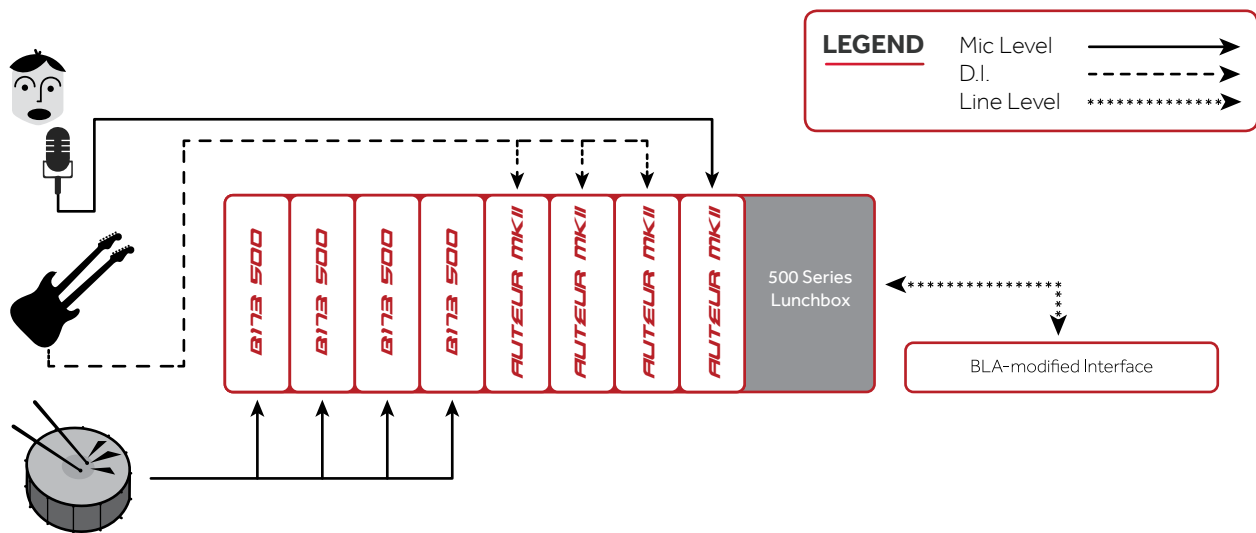 LEGEND
Mic Level
D.I.
Line Level
B173 500
B173 500
B173 500
B173 500
AUTEUR MKII
AUTEUR MKII
AUTEUR MKII
AUTEUR MKII
500 Series
Lunchbox
BLA-modified Interface